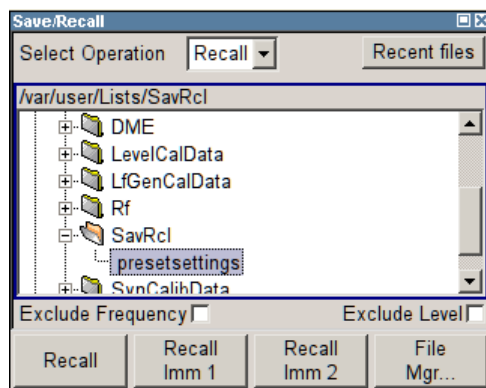 Save/Recall
Select Operation Recall Recent files
/var/user/Lists/SavRcl
DME
LevelCalData
LfGenCalData
Rf
SavRcl
presetsettings
SynCalibData
Exclude Frequency Exclude Level
Recall Recall Imm 1 Recall Imm 2 File Mgr...